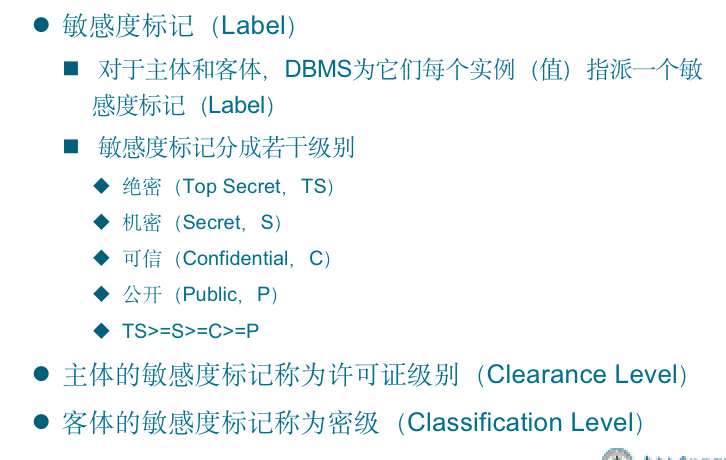 敏感度标记（Label）
对于主体和客体，DBMS为它们每个实例（值）指派一个敏
感度标记（Label）
敏感度标记分成若干级别
绝密（Top Secret，TS）
机密（Secret，S）
可信（Confidential，C）
公开（Public，P）
TS>=S>=C>=P
主体的敏感度标记称为许可证级别（Clearance Level）
客体的敏感度标记称为密级（Classification Level）